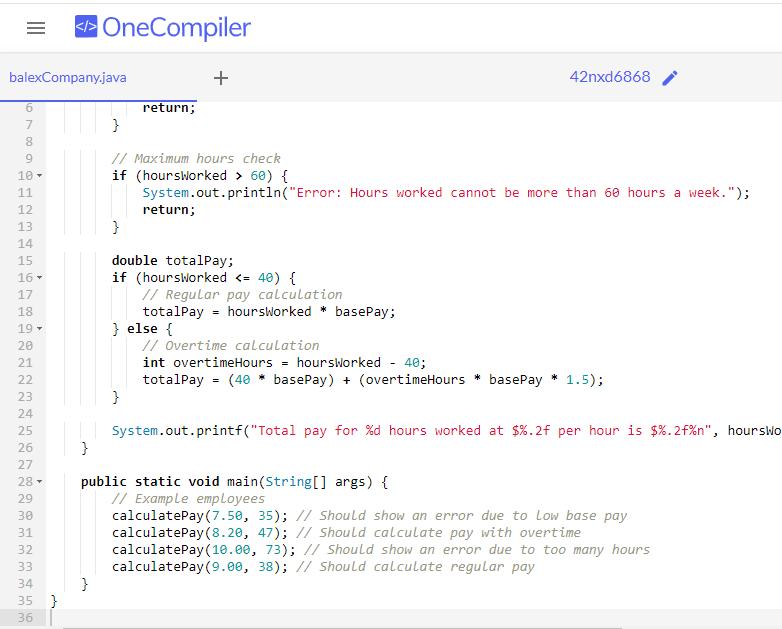 </> OneCompiler
balexCompany.java + 42nxd6868
6 return;
7 }
8
9 // Maximum hours check
10 if (hoursWorked > 60) {
11 System.out.println("Error: Hours worked cannot be more than 60 hours a week.");
12 return;
13 }
14
15 double totalPay;
16 if (hoursWorked <= 40) {
17 // Regular pay calculation
18 totalPay = hoursWorked * basePay;
19 } else {
20 // Overtime calculation
21 int overtimeHours = hoursWorked - 40;
22 totalPay = (40 * basePay) + (overtimeHours * basePay * 1.5);
23 }
24
25 System.out.printf("Total pay for %d hours worked at $%.2f per hour is $%.2f%n", hoursWo
26 }
27
28 public static void main(String[] args) {
29 // Example employees
30 calculatePay(7.50, 35); // Should show an error due to low base pay
31 calculatePay(8.20, 47); // Should calculate pay with overtime
32 calculatePay(10.00, 73); // Should show an error due to too many hours
33 calculatePay(9.00, 38); // Should calculate regular pay
34 }
35 }
36